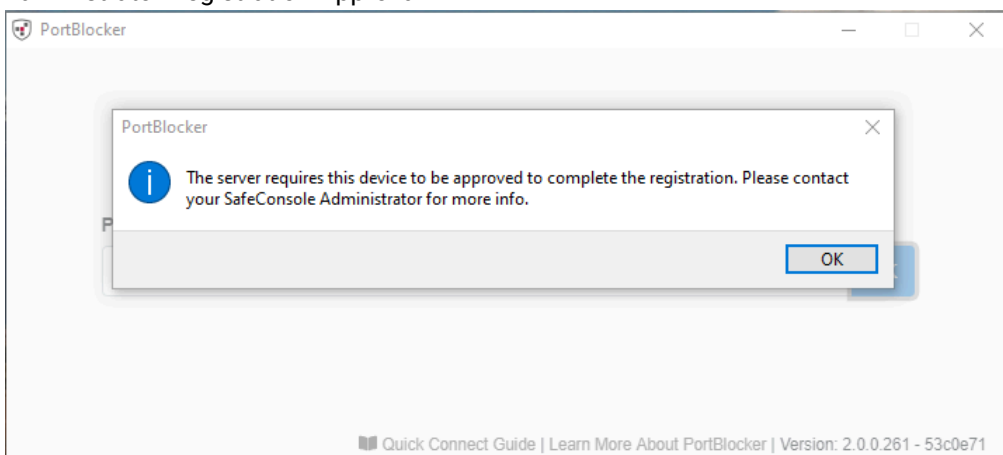 PortBlocker
PortBlocker
The server requires this device to be approved to complete the registration. Please contact
your SafeConsole Administrator for more info.
P
OK
Quick Connect Guide | Learn More About PortBlocker | Version: 2.0.0.261 - 53c0e71